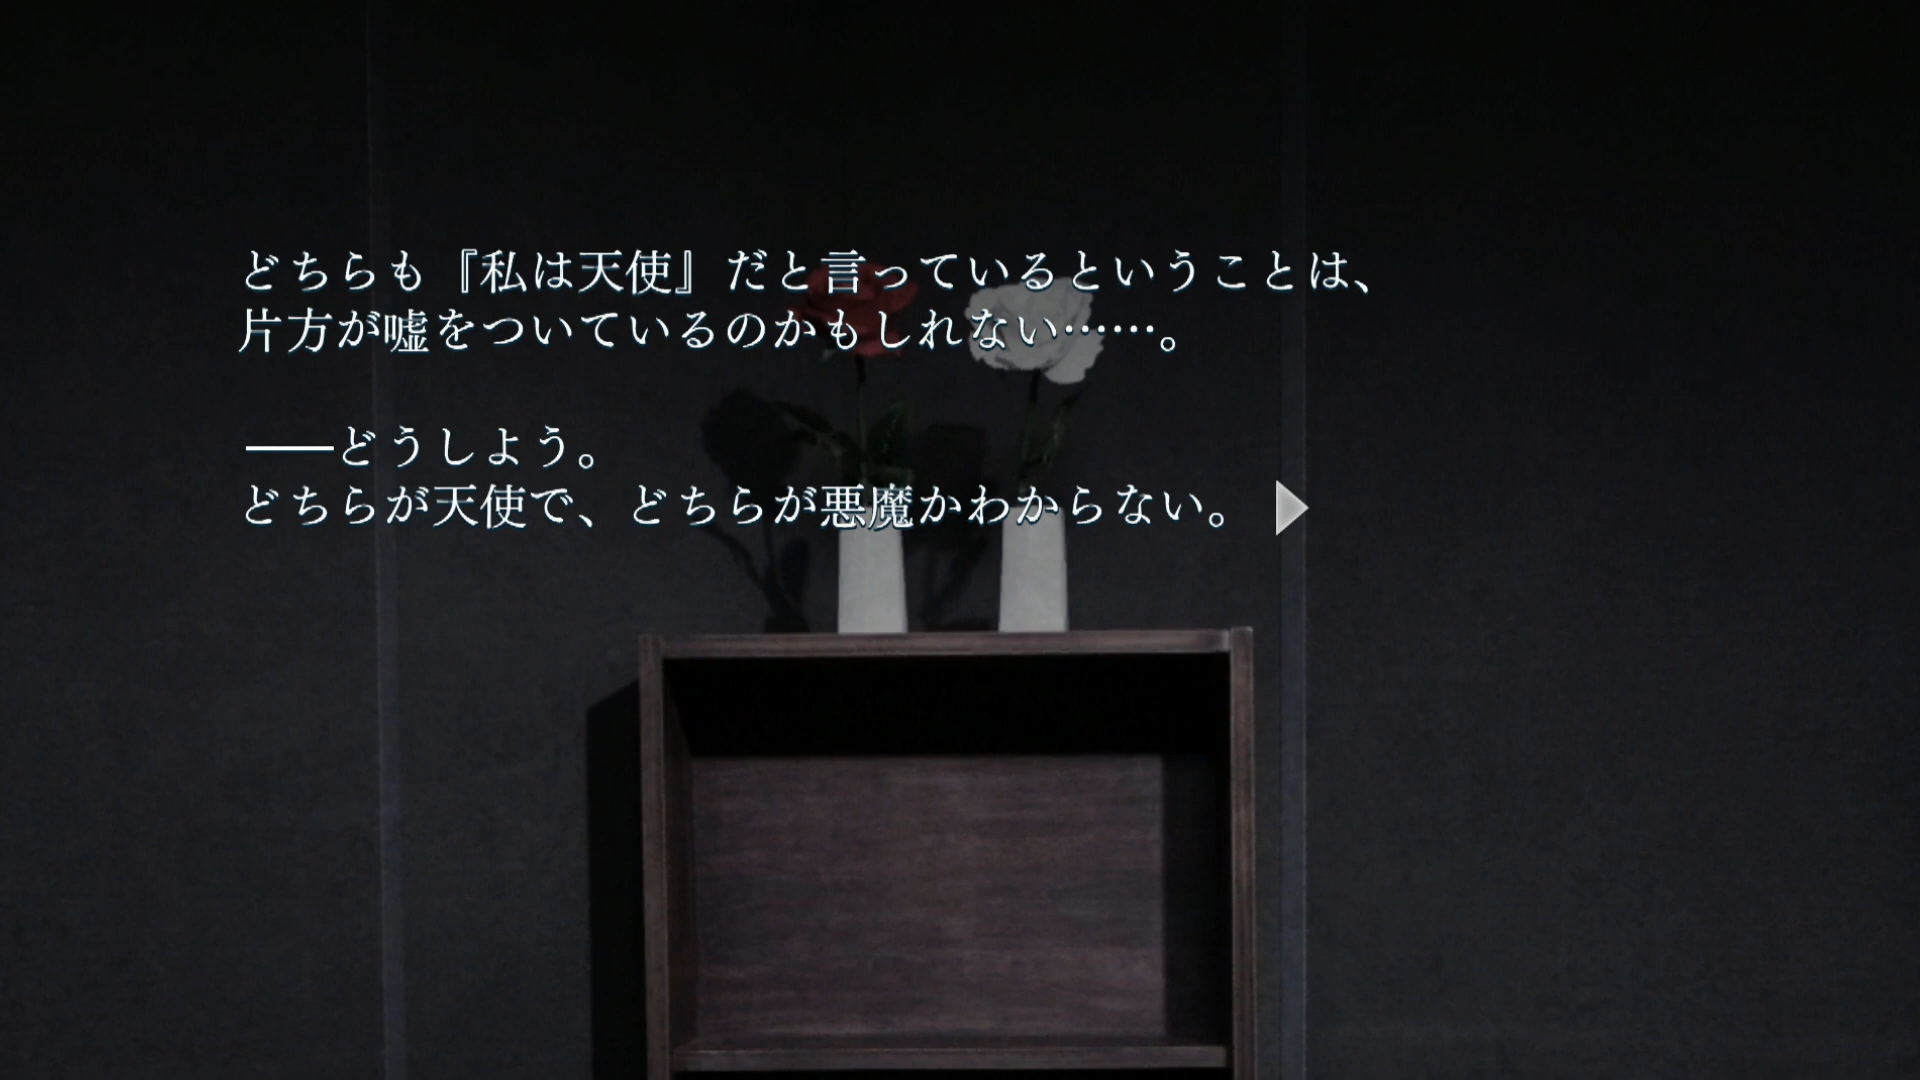 どちらも『私は天使』だと言っているということは、
片方が嘘をついているのかもしれない……。
――どうしよう。
どちらが天使で、どちらが悪魔かわからない。